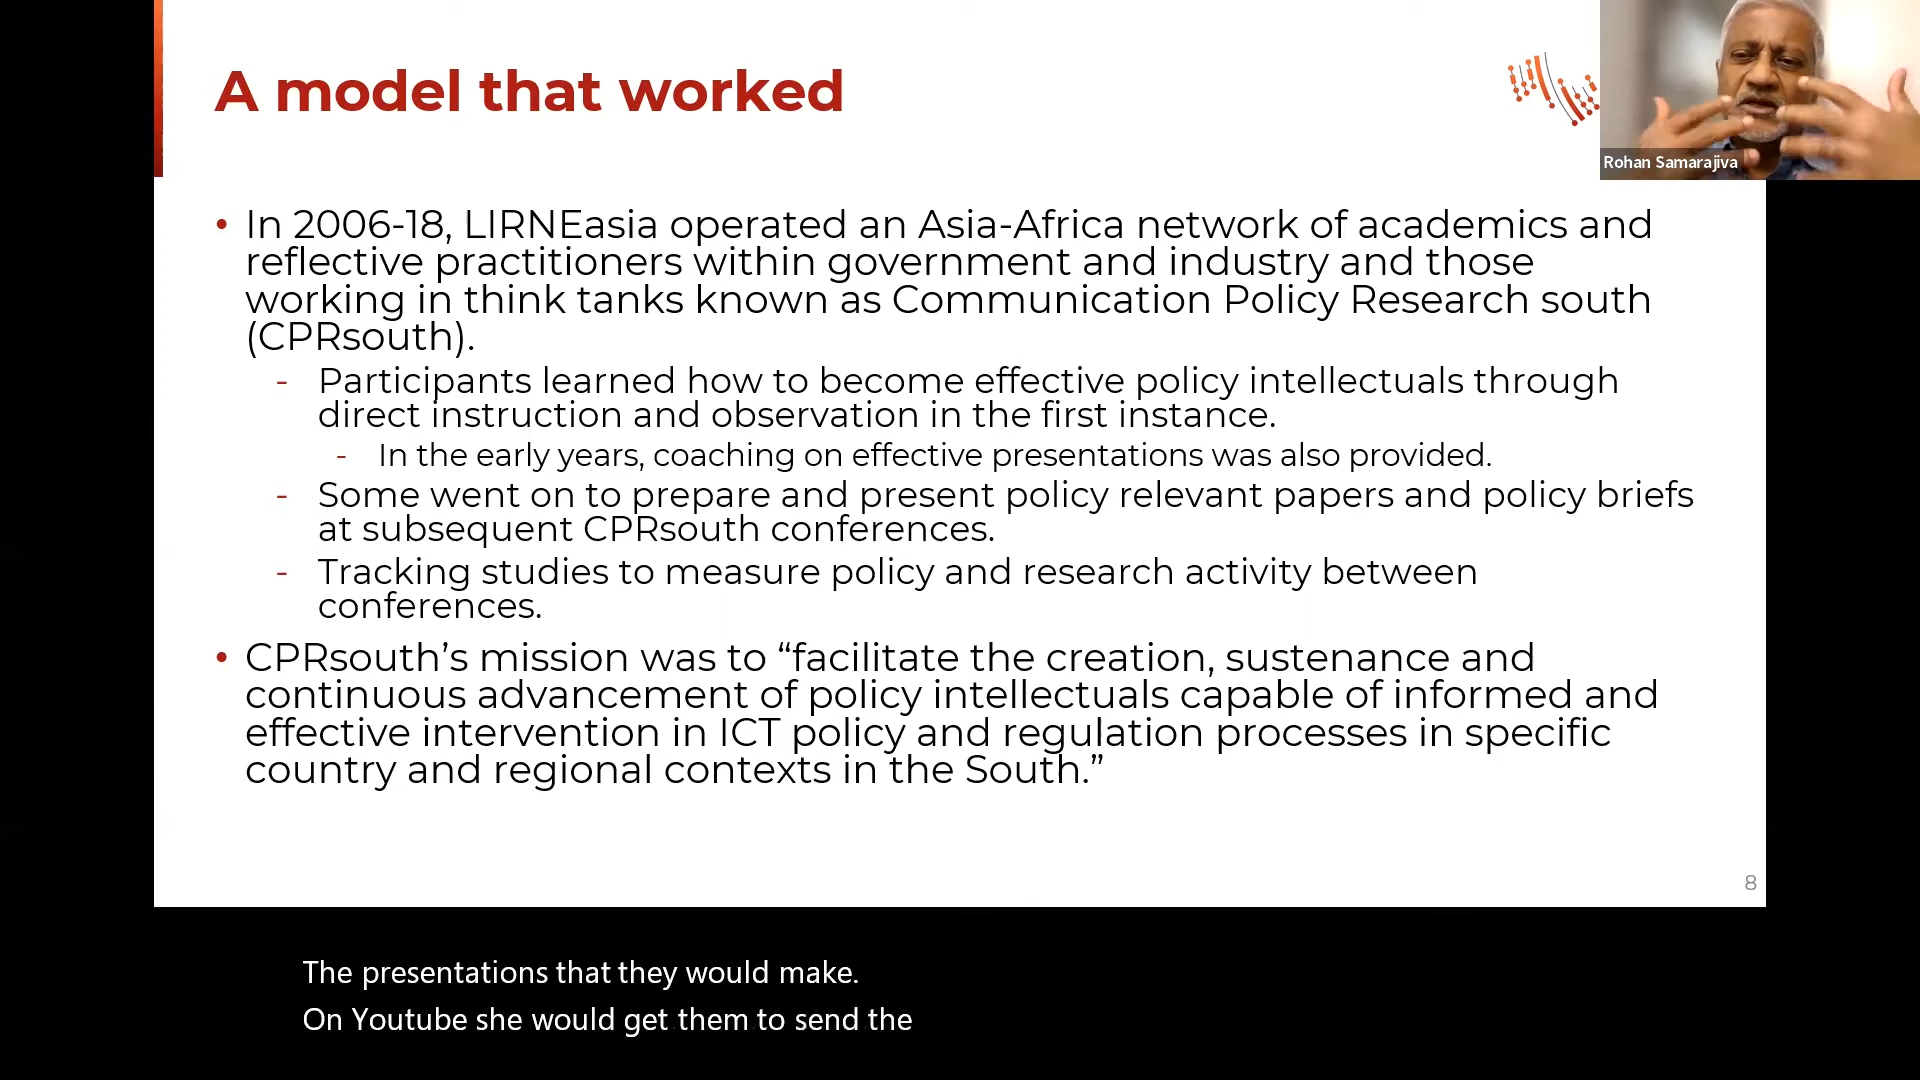 A model that worked
Rohan Samarajiva
• In 2006-18, LIRNEasia operated an Asia-Africa network of academics and
reflective practitioners within government and industry and those
working in think tanks known as Communication Policy Research south
(CPRsouth).
- Participants learned how to become effective policy intellectuals through
direct instruction and observation in the first instance.
- In the early years, coaching on effective presentations was also provided.
- Some went on to prepare and present policy relevant papers and policy briefs
at subsequent CPRsouth conferences.
- Tracking studies to measure policy and research activity between
conferences.
• CPRsouth’s mission was to “facilitate the creation, sustenance and
continuous advancement of policy intellectuals capable of informed and
effective intervention in ICT policy and regulation processes in specific
country and regional contexts in the South.”
8
The presentations that they would make.
On Youtube she would get them to send the